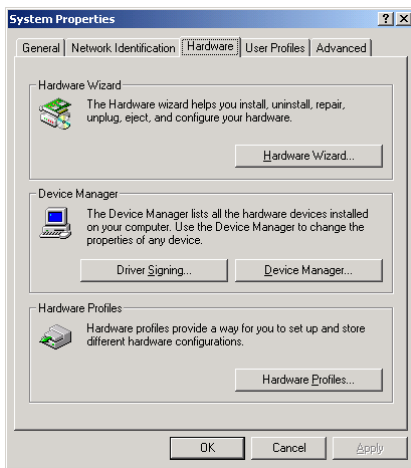 System Properties
General Network Identification Hardware User Profiles Advanced
Hardware Wizard
The Hardware wizard helps you install, uninstall, repair,
unplug, eject, and configure your hardware.
Hardware Wizard...
Device Manager
The Device Manager lists all the hardware devices installed
on your computer. Use the Device Manager to change the
properties of any device.
Driver Signing... Device Manager...
Hardware Profiles
Hardware profiles provide a way for you to set up and store
different hardware configurations.
Hardware Profiles...
OK Cancel Apply